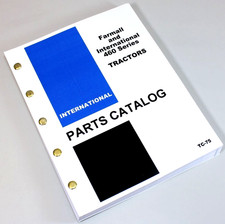 Farmall
and
International
460 Series
TRACTORS
INTERNATIONAL
PARTS CATALOG
TC-75